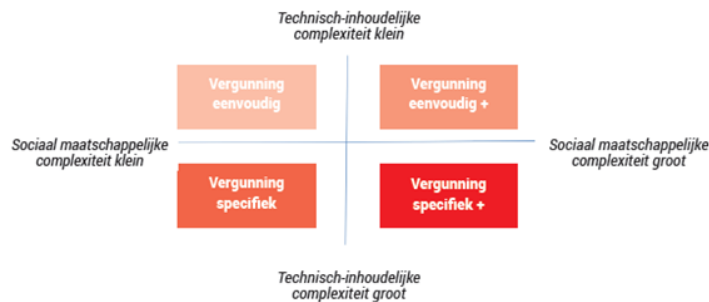 Technisch-inhoudelijke
complexiteit klein
Vergunning
eenvoudig
Vergunning
eenvoudig +
Sociaal maatschappelijke
complexiteit klein
Sociaal maatschappelijke
complexiteit groot
Vergunning
specifiek
Vergunning
specifiek +
Technisch-inhoudelijke
complexiteit groot